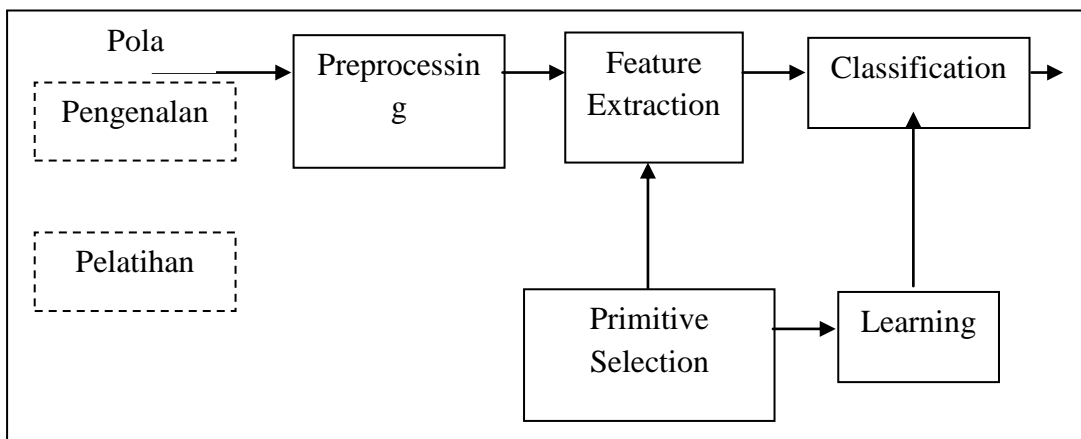 Pola
Preprocessin
g
Feature
Extraction
Classification
Pengenalan
Pelatihan
Primitive
Selection
Learning